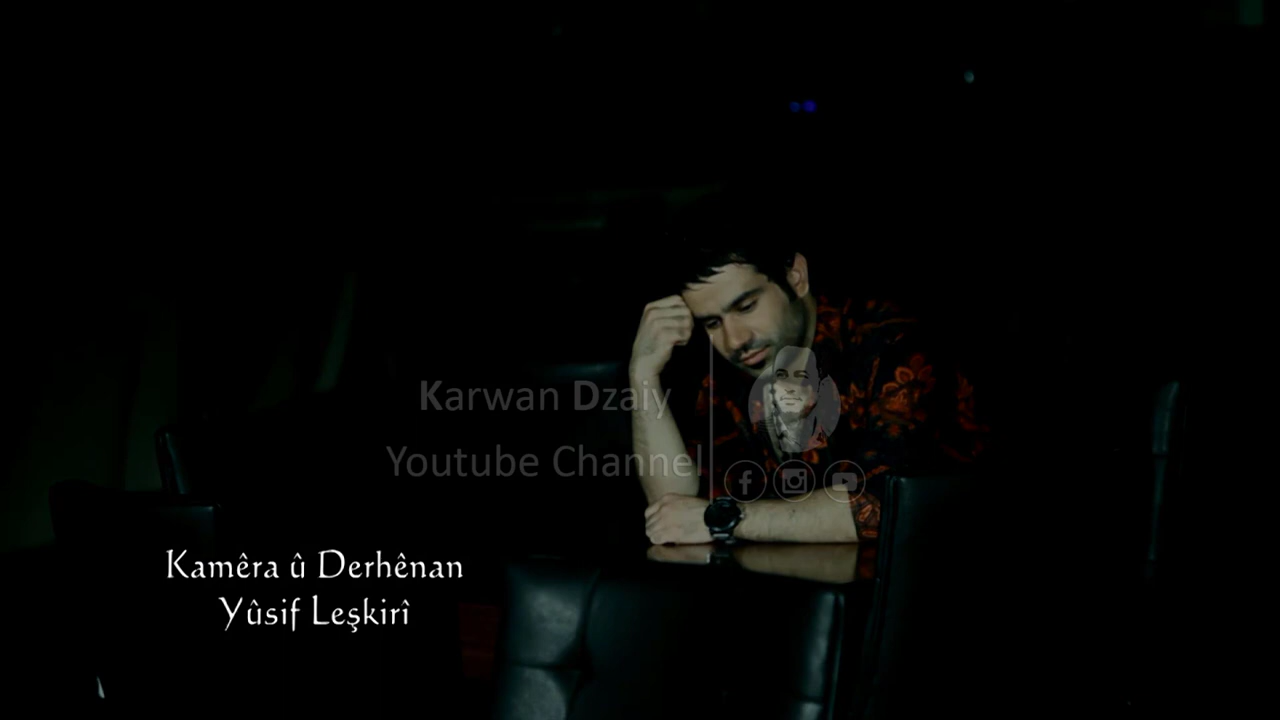 Karwan Dzaiy
Youtube Channel
Kamêra û Derhênan
Yûsif Leşkirî